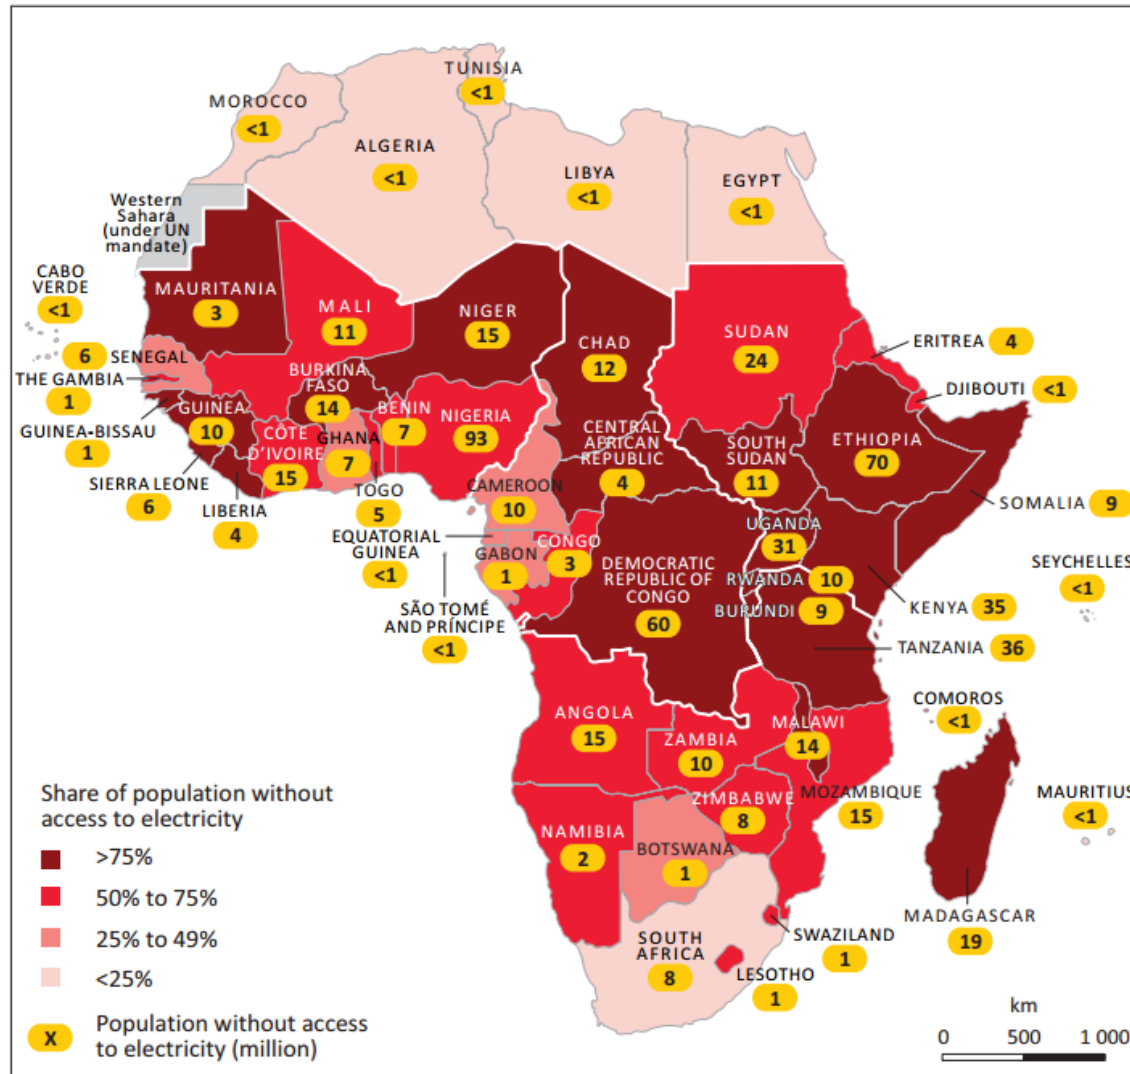 TUNISIA
<1
MOROCCO
<1
ALGERIA
<1
LIBYA
<1
EGYPT
<1
Western
Sahara
(under UN
mandate)
CABO
VERDE
<1
MAURITANIA
3
MALI
11
NIGER
15
CHAD
12
SUDAN
24
ERITREA 4
6 SENEGAL
THE GAMBIA
1
BURKINA
FASO
14
DJIBOUTI <1
GUINEA
10
GUINEA-BISSAU
1
CÔTE
D'IVOIRE
15
GHANA
7
BENIN
7
NIGERIA
93
CENTRAL
AFRICAN
REPUBLIC
4
SOUTH
SUDAN
11
ETHIOPIA
70
SIERRA LEONE
6
LIBERIA
4
TOGO
5
CAMEROON
10
SOMALIA 9
EQUATORIAL
GUINEA
<1
GABON
1
CONGO
3
DEMOCRATIC
REPUBLIC OF
CONGO
60
UGANDA
31
RWANDA 10
BURUNDI 9
SEYCHELLES
<1
KENYA 35
SÃO TOMÉ
AND PRÍNCIPE
<1
TANZANIA 36
COMOROS
<1
ANGOLA
15
ZAMBIA
10
MALAWI
14
MOZAMBIQUE
15
ZIMBABWE
8
MAURITIUS
<1
NAMIBIA
2
BOTSWANA
1
MADAGASCAR
19
SOUTH
AFRICA
8
SWAZILAND
1
LESOTHO
1
Share of population without
access to electricity
>75%
50% to 75%
25% to 49%
<25%
X Population without access
to electricity (million)
km
0 500 1 000